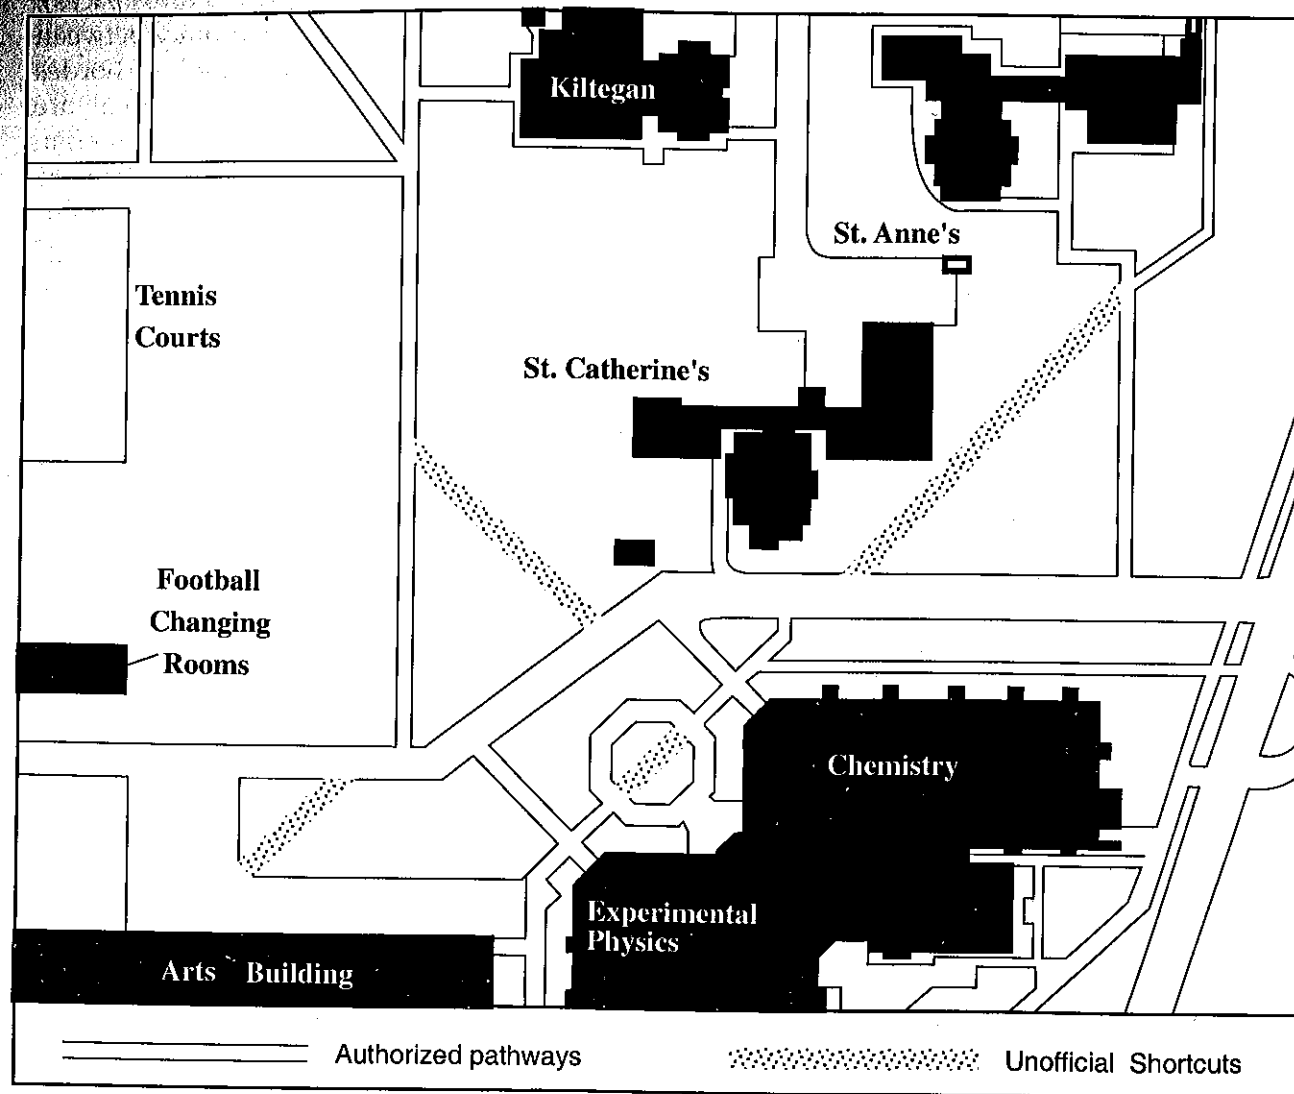 Kiltegan
St. Anne's
Tennis
Courts
St. Catherine's
Football
Changing
Rooms
Chemistry
Experimental
Physics
Arts Building
Authorized pathways
Unofficial Shortcuts